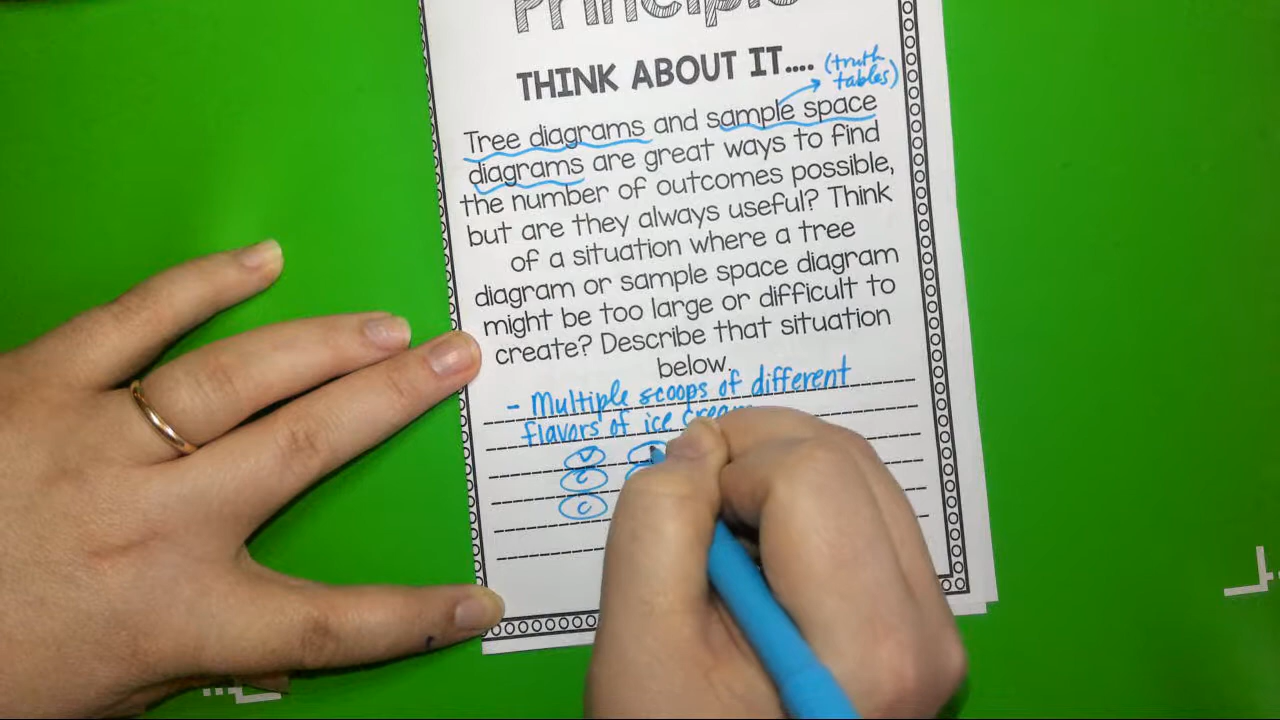 Principle
THINK ABOUT IT....
(truth
tables)
Tree diagrams and sample space
diagrams are great ways to find
the number of outcomes possible,
but are they always useful? Think
of a situation where a tree
diagram or sample space diagram
might be too large or difficult to
create? Describe that situation
below.
- Multiple scoops of different
flavors of ice cream
V
C
C